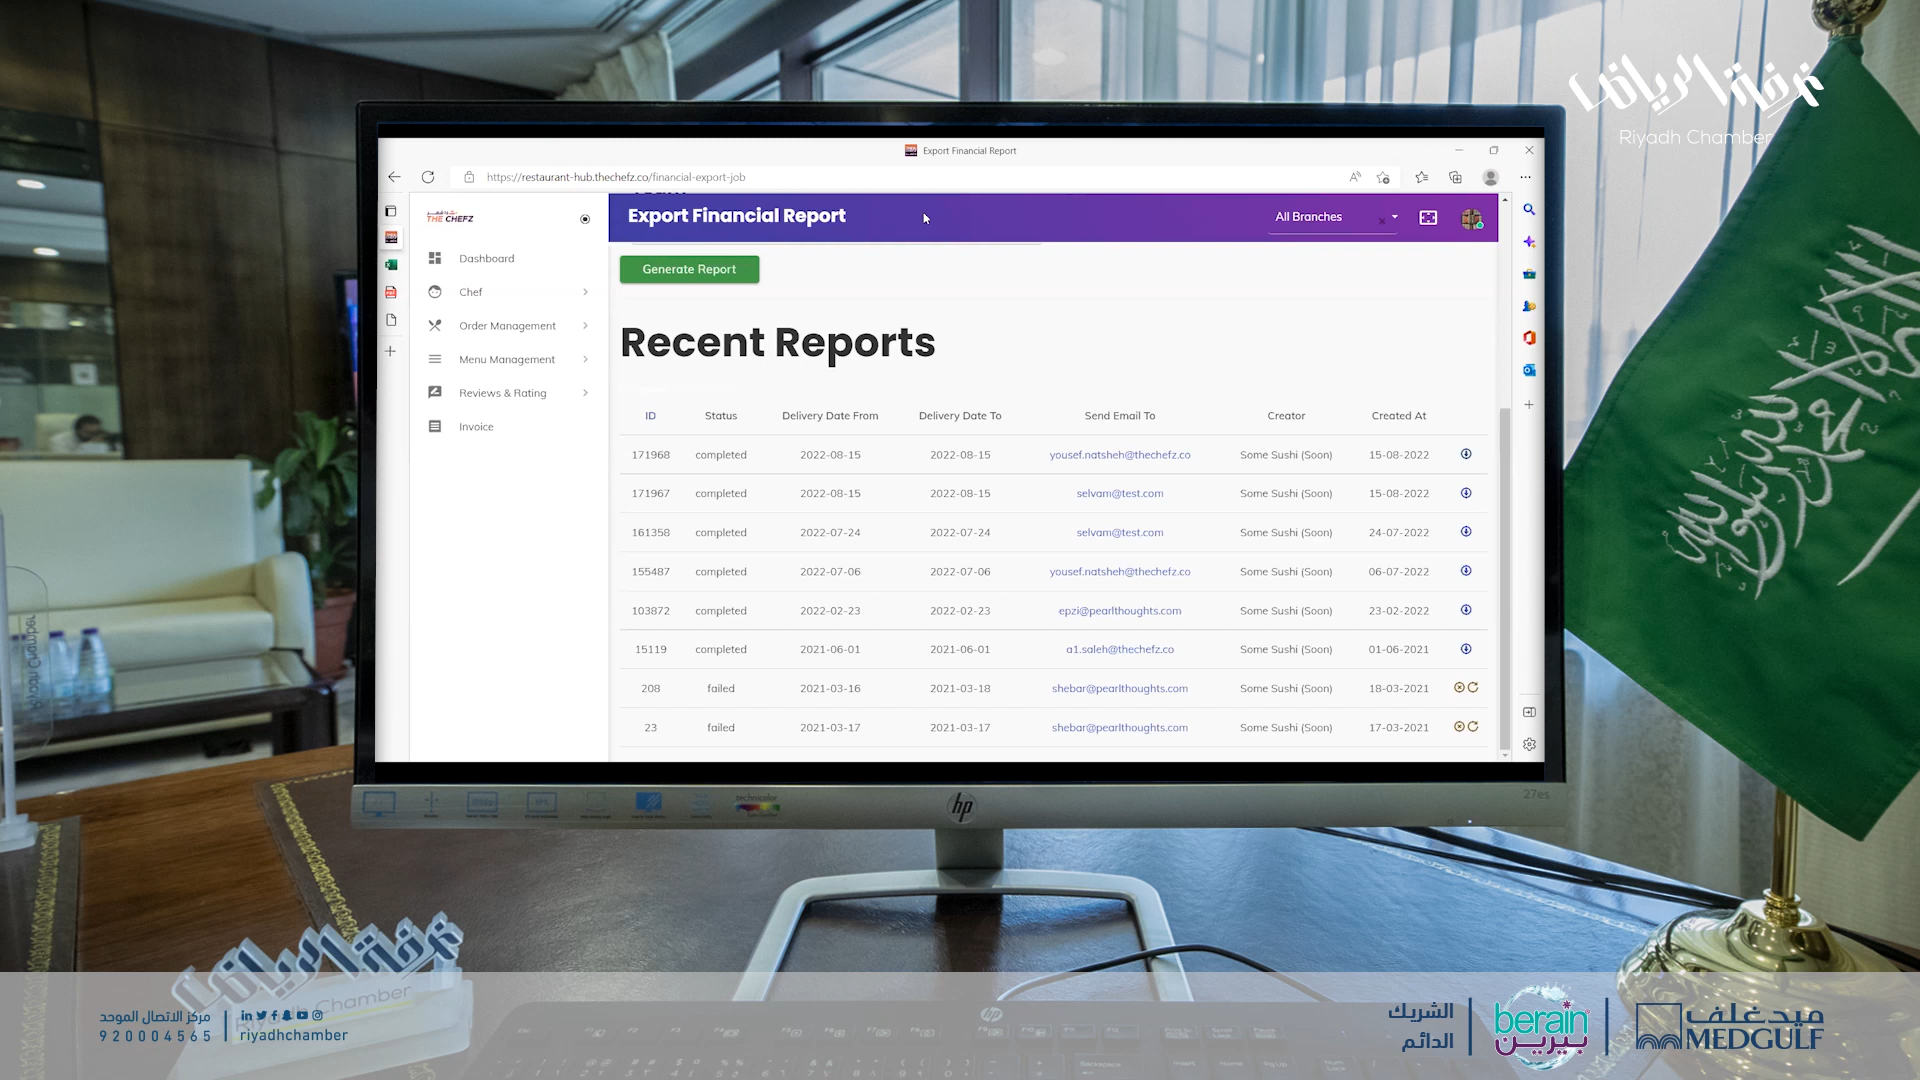 غرفة الرياض
Riyadh Chamber
Export Financial Report
https://restaurant-hub.thechefz.co/financial-export-job
THE CHEFZ
Export Financial Report
All Branches
Dashboard
Chef
Order Management
Menu Management
Reviews & Rating
Invoice
Generate Report
Recent Reports
ID Status Delivery Date From Delivery Date To Send Email To Creator Created At
171968 completed 2022-08-15 2022-08-15 yousef.natsheh@thechefz.co Some Sushi (Soon) 15-08-2022
171967 completed 2022-08-15 2022-08-15 selvam@test.com Some Sushi (Soon) 15-08-2022
161358 completed 2022-07-24 2022-07-24 selvam@test.com Some Sushi (Soon) 24-07-2022
155487 completed 2022-07-06 2022-07-06 yousef.natsheh@thechefz.co Some Sushi (Soon) 06-07-2022
103872 completed 2022-02-23 2022-02-23 epzi@pearlthoughts.com Some Sushi (Soon) 23-02-2022
15119 completed 2021-06-01 2021-06-01 a1.saleh@thechefz.co Some Sushi (Soon) 01-06-2021
208 failed 2021-03-16 2021-03-18 shebar@pearlthoughts.com Some Sushi (Soon) 18-03-2021
23 failed 2021-03-17 2021-03-17 shebar@pearlthoughts.com Some Sushi (Soon) 17-03-2021
technicolor
hp
27es
غرفة الرياض
Riyadh Chamber
Riyadh Chamber
hp
مركز الاتصال الموحد
920004565
riyadhchamber
الشريك
الدائم
berain
بيرين
ميدغلف
MEDGULF